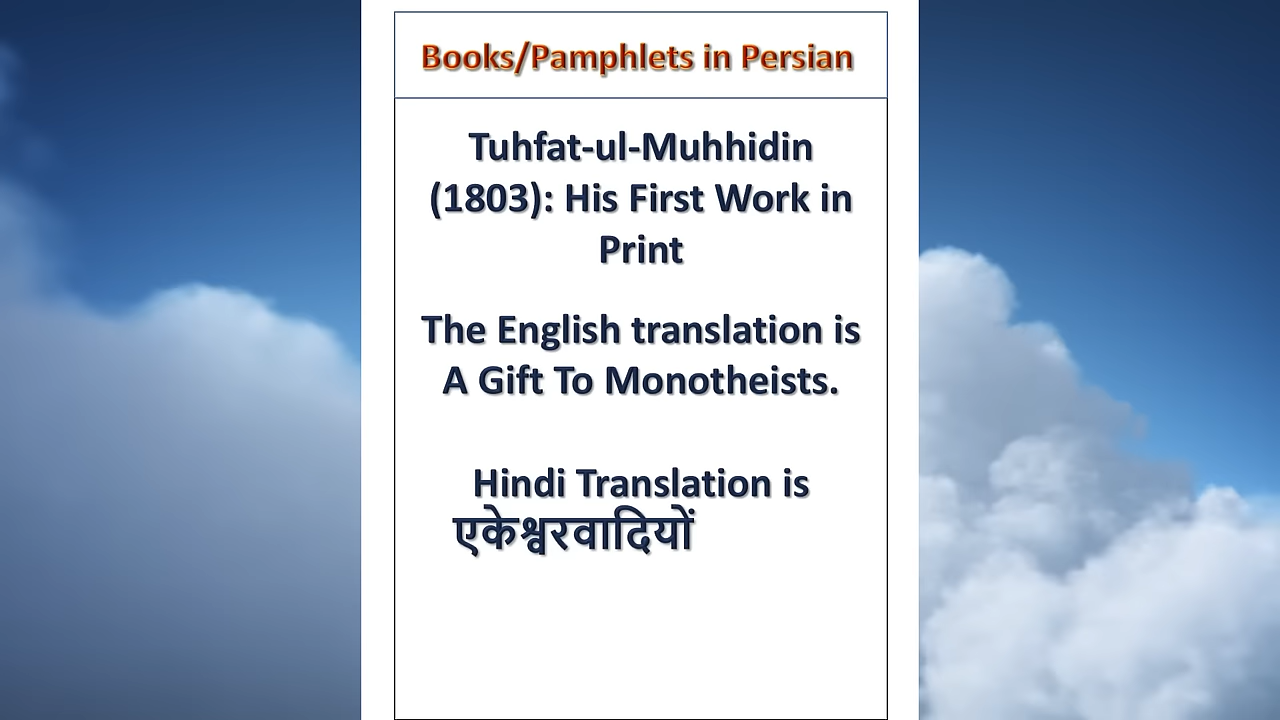 Books/Pamphlets in Persian
Tuhfat-ul-Muhhidin
(1803): His First Work in
Print
The English translation is
A Gift To Monotheists.
Hindi Translation is
एकेश्वरवादियों